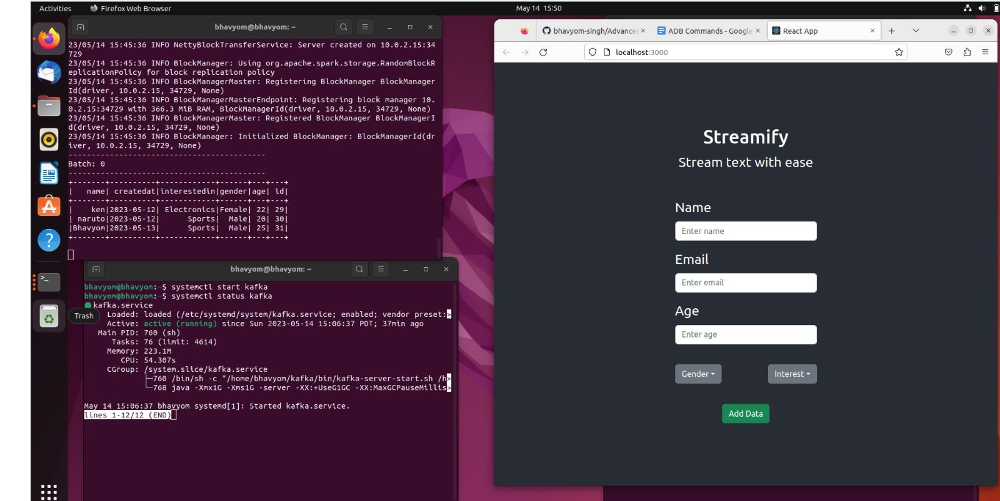 Activities
Firefox Web Browser
May 14 15:50
bhavyom@bhavyom: ~
23/05/14 15:45:36 INFO NettyBlockTransferService: Server created on 10.0.2.15:34
729
23/05/14 15:45:36 INFO BlockManager: Using org.apache.spark.storage.RandomBlockR
eplicationPolicy for block replication policy
23/05/14 15:45:36 INFO BlockManagerMaster: Registering BlockManager BlockManager
Id(driver, 10.0.2.15, 34729, None)
23/05/14 15:45:36 INFO BlockManagerMasterEndpoint: Registering block manager 10.
0.2.15:34729 with 366.3 MiB RAM, BlockManagerId(driver, 10.0.2.15, 34729, None)
23/05/14 15:45:36 INFO BlockManagerMaster: Registered BlockManager BlockManagerI
d(driver, 10.0.2.15, 34729, None)
23/05/14 15:45:36 INFO BlockManager: Initialized BlockManager: BlockManagerId(dr
iver, 10.0.2.15, 34729, None)
-------------------------------------------
Batch: 0
-------------------------------------------
+-------+----------+------------+------+---+---+
|   name| createdat|interestedin|gender|age| id|
+-------+----------+------------+------+---+---+
|    ken|2023-05-12| Electronics|Female| 22| 29|
| naruto|2023-05-12|      Sports|  Male| 20| 30|
|Bhavyom|2023-05-13|      Sports|  Male| 25| 31|
+-------+----------+------------+------+---+---+
bhavyom@bhavyom: ~
bhavyom@bhavyom:~$ systemctl start kafka
bhavyom@bhavyom:~$ systemctl status kafka
● kafka.service
Loaded: loaded (/etc/systemd/system/kafka.service; enabled; vendor preset:>
Active: active (running) since Sun 2023-05-14 15:06:37 PDT; 37min ago
Main PID: 760 (sh)
Tasks: 76 (limit: 4614)
Memory: 223.1M
CPU: 54.307s
CGroup: /system.slice/kafka.service
├─760 /bin/sh -c "/home/bhavyom/kafka/bin/kafka-server-start.sh /h>
└─768 java -Xmx1G -Xms1G -server -XX:+UseG1GC -XX:MaxGCPauseMillis>
May 14 15:06:37 bhavyom systemd[1]: Started kafka.service.
lines 1-12/12 (END)
Trash
bhavyom-singh/AdvanceD
ADB Commands - Google
React App
localhost:3000
Streamify
Stream text with ease
Name
Enter name
Email
Enter email
Age
Enter age
Gender
Interest
Add Data